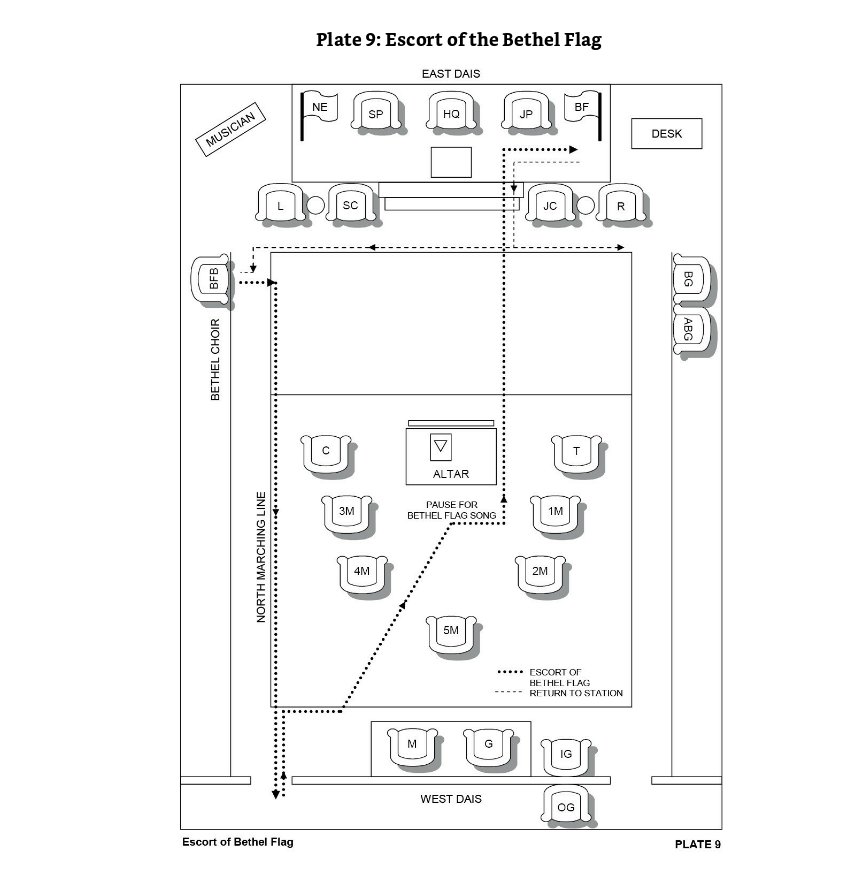 Plate 9: Escort of the Bethel Flag
EAST DAIS
NE
SP
HQ
JP
BF
MUSICIAN
DESK
L
SC
JC
R
BFB
BG
ABG
BETHEL CHOIR
C
ALTAR
T
3M
PAUSE FOR
BETHEL FLAG SONG
1M
NORTH MARCHING LINE
4M
2M
5M
ESCORT OF
BETHEL FLAG
RETURN TO STATION
M
G
IG
WEST DAIS
OG
Escort of Bethel Flag
PLATE 9